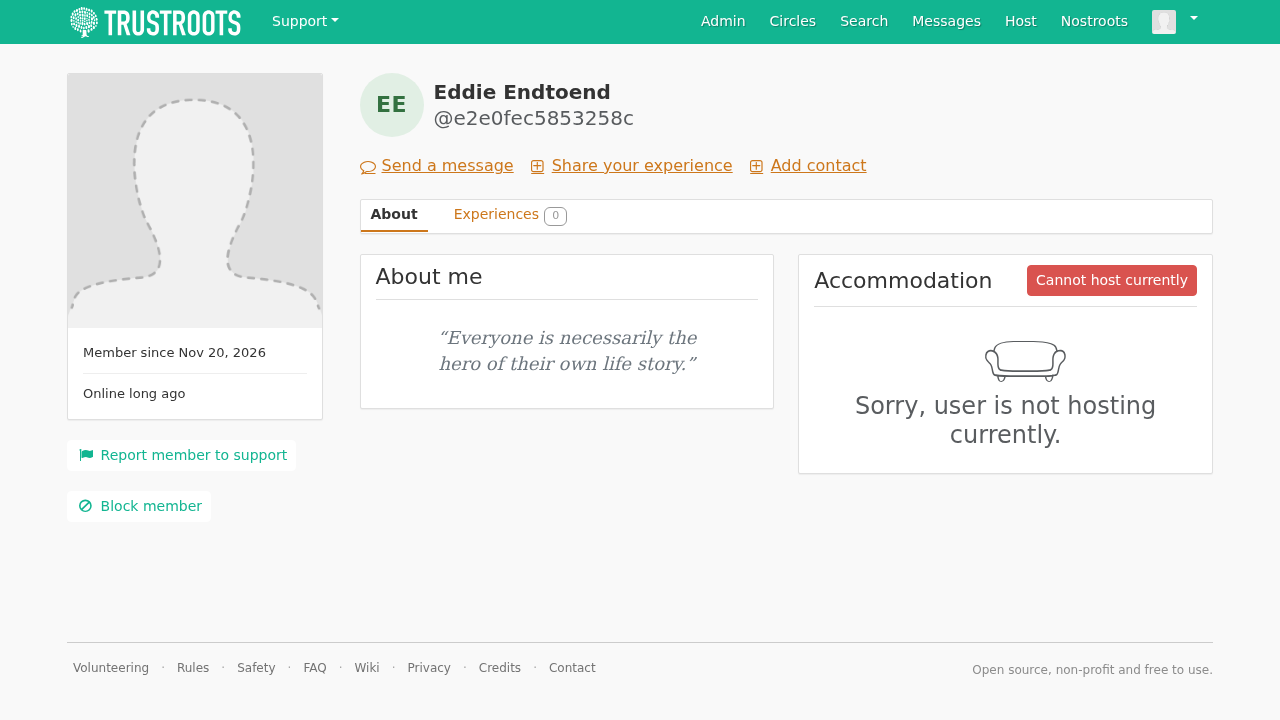 TRUSTROOTS Support Admin Circles Search Messages Host Nostroots
EE
Eddie Endtoend
@e2e0fec5853258c
Send a message Share your experience Add contact
About Experiences 0
About me
“Everyone is necessarily the
hero of their own life story.”
Accommodation Cannot host currently
Sorry, user is not hosting
currently.
Member since Nov 20, 2026
Online long ago
Report member to support
Block member
Volunteering · Rules · Safety · FAQ · Wiki · Privacy · Credits · Contact
Open source, non-profit and free to use.